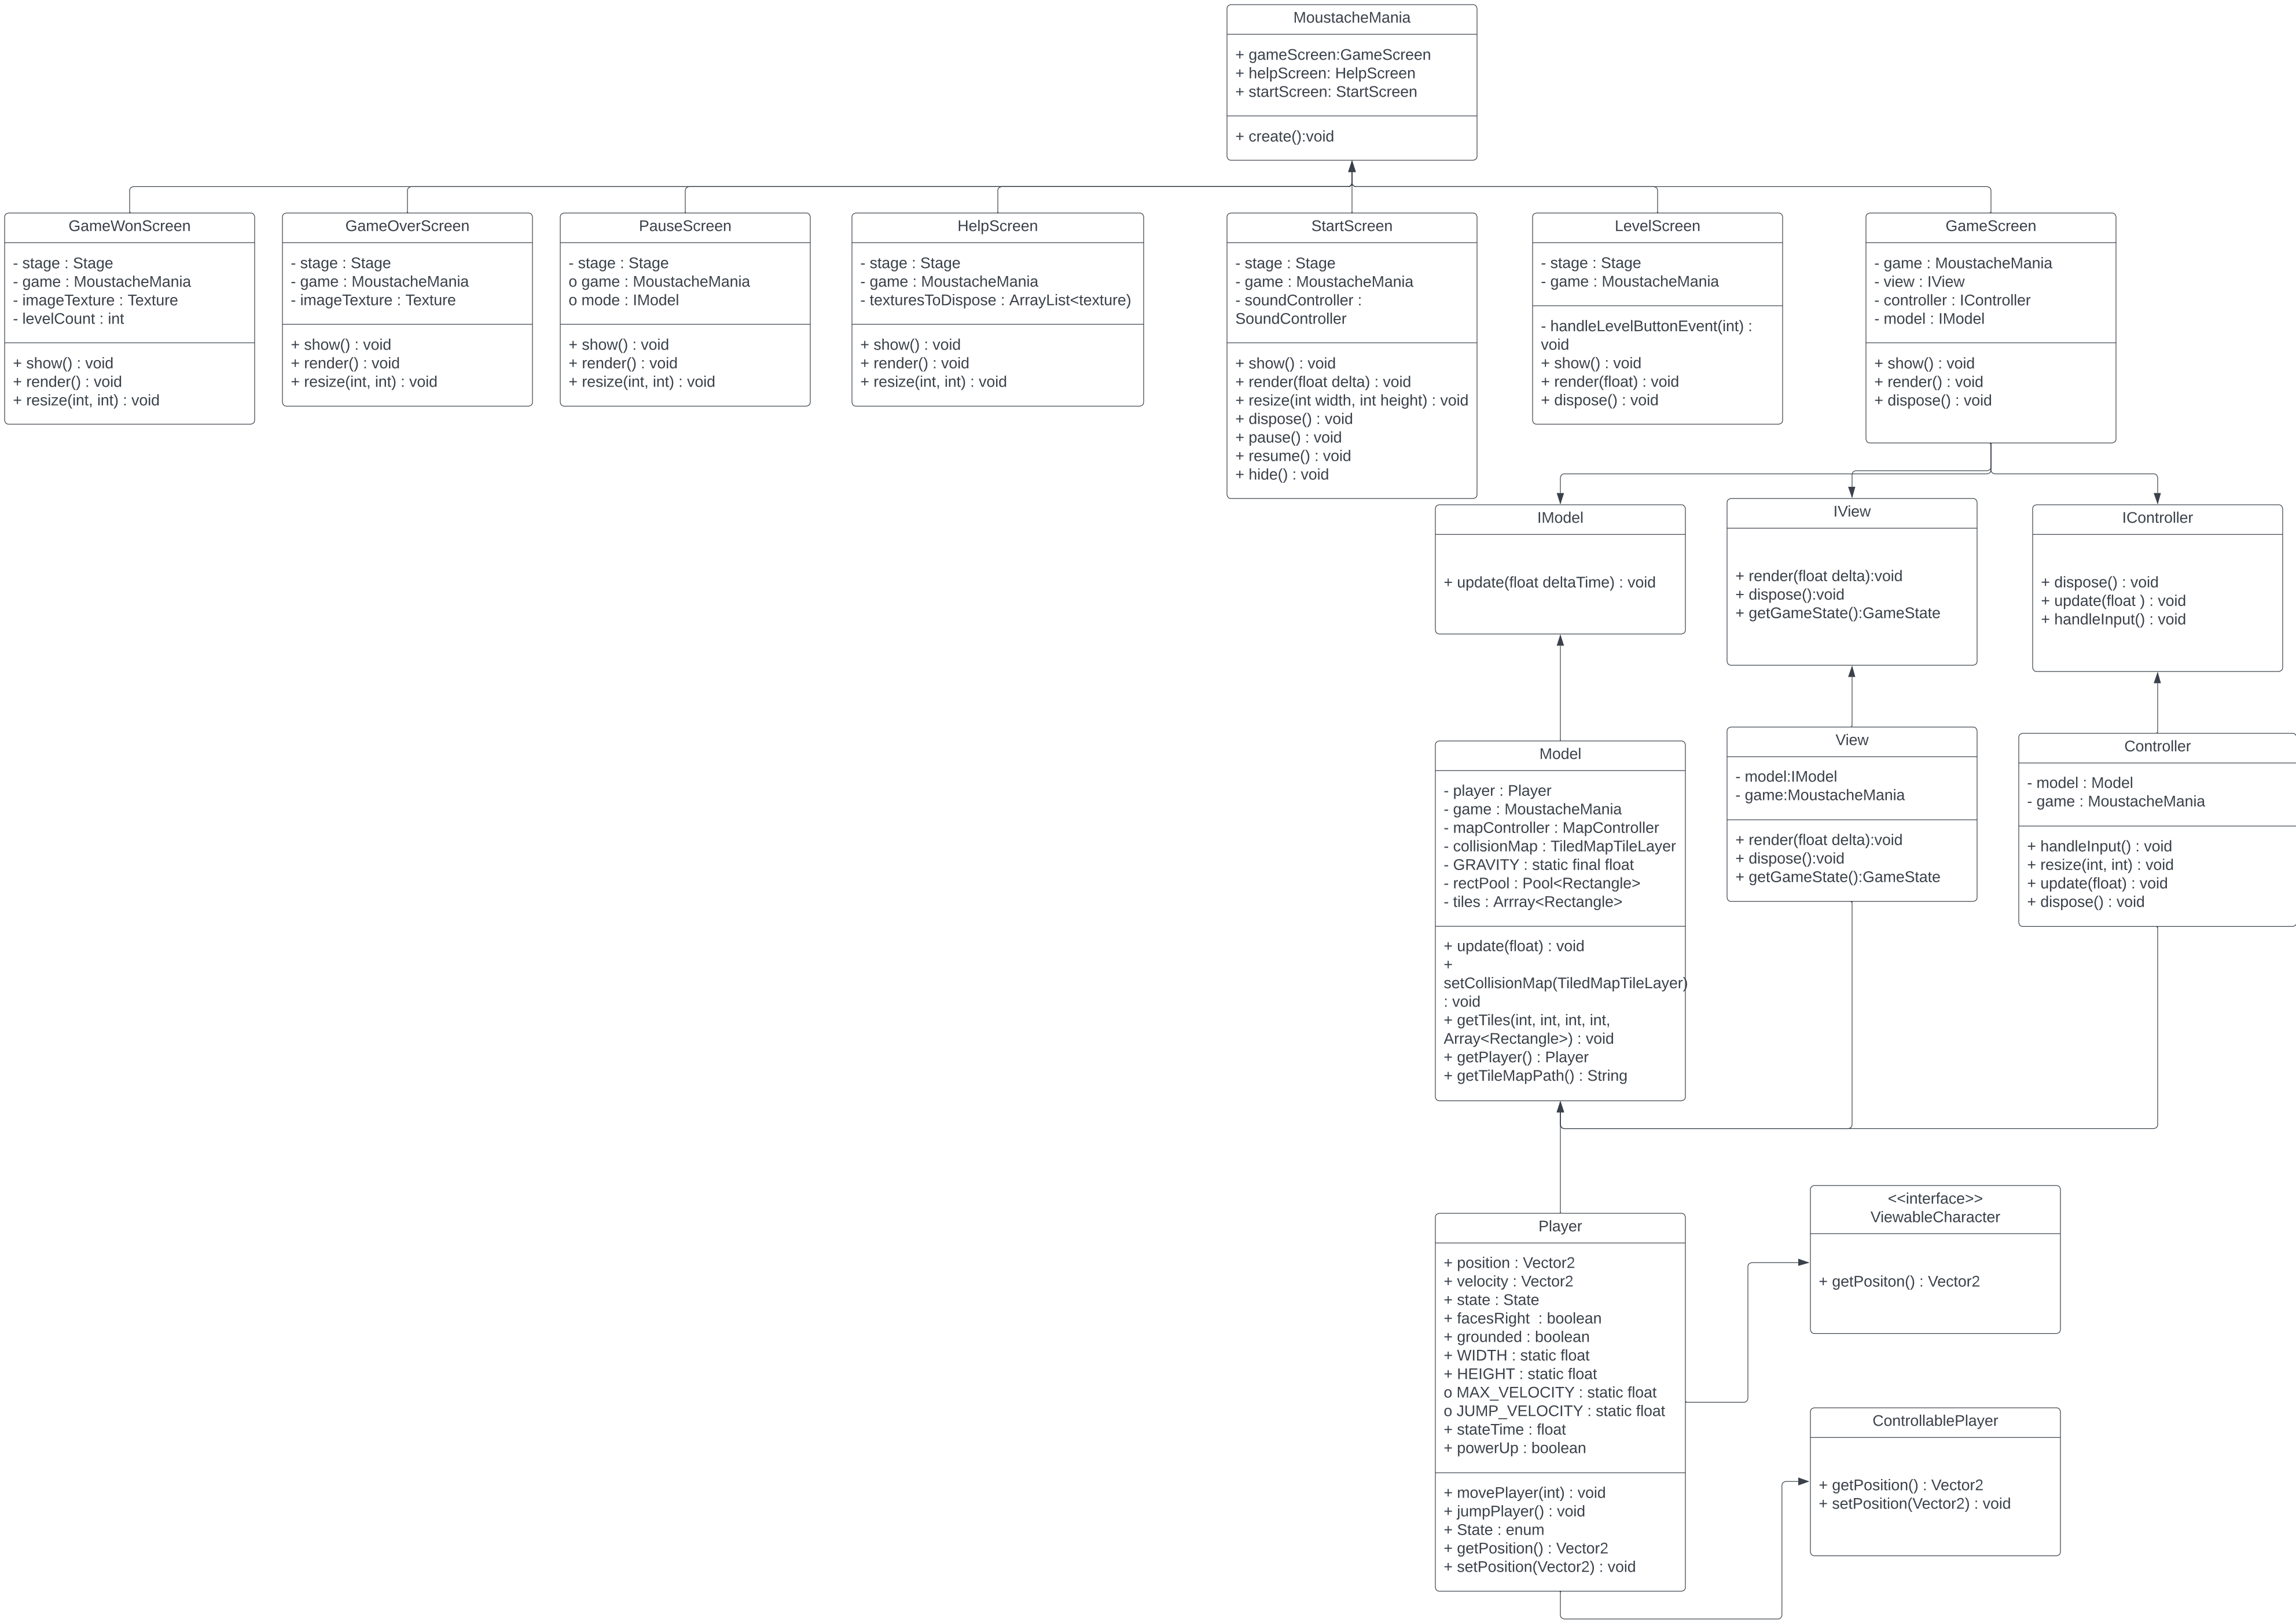 MoustacheMania
+ gameScreen:GameScreen
+ helpScreen: HelpScreen
+ startScreen: StartScreen
+ create():void
GameWonScreen
- stage : Stage
- game : MoustacheMania
- imageTexture : Texture
- levelCount : int
+ show() : void
+ render() : void
+ resize(int, int) : void
GameOverScreen
- stage : Stage
- game : MoustacheMania
- imageTexture : Texture
+ show() : void
+ render() : void
+ resize(int, int) : void
PauseScreen
- stage : Stage
o game : MoustacheMania
o mode : IModel
+ show() : void
+ render() : void
+ resize(int, int) : void
HelpScreen
- stage : Stage
- game : MoustacheMania
- texturesToDispose : ArrayList<texture)
+ show() : void
+ render() : void
+ resize(int, int) : void
StartScreen
- stage : Stage
- game : MoustacheMania
- soundController :
SoundController
+ show() : void
+ render(float delta) : void
+ resize(int width, int height) : void
+ dispose() : void
+ pause() : void
+ resume() : void
+ hide() : void
LevelScreen
- stage : Stage
- game : MoustacheMania
- handleLevelButtonEvent(int) :
void
+ show() : void
+ render(float) : void
+ dispose() : void
GameScreen
- game : MoustacheMania
- view : IView
- controller : IController
- model : IModel
+ show() : void
+ render() : void
+ dispose() : void
IModel
+ update(float deltaTime) : void
IView
+ render(float delta):void
+ dispose():void
+ getGameState():GameState
IController
+ dispose() : void
+ update(float ) : void
+ handleInput() : void
Model
- player : Player
- game : MoustacheMania
- mapController : MapController
- collisionMap : TiledMapTileLayer
- GRAVITY : static final float
- rectPool : Pool<Rectangle>
- tiles : Arrray<Rectangle>
+ update(float) : void
+
setCollisionMap(TiledMapTileLayer)
: void
+ getTiles(int, int, int, int,
Array<Rectangle>) : void
+ getPlayer() : Player
+ getTileMapPath() : String
View
- model:IModel
- game:MoustacheMania
+ render(float delta):void
+ dispose():void
+ getGameState():GameState
Controller
- model : Model
- game : MoustacheMania
+ handleInput() : void
+ resize(int, int) : void
+ update(float) : void
+ dispose() : void
Player
+ position : Vector2
+ velocity : Vector2
+ state : State
+ facesRight  : boolean
+ grounded : boolean
+ WIDTH : static float
+ HEIGHT : static float
o MAX_VELOCITY : static float
o JUMP_VELOCITY : static float
+ stateTime : float
+ powerUp : boolean
+ movePlayer(int) : void
+ jumpPlayer() : void
+ State : enum
+ getPosition() : Vector2
+ setPosition(Vector2) : void
<<interface>>
ViewableCharacter
+ getPositon() : Vector2
ControllablePlayer
+ getPosition() : Vector2
+ setPosition(Vector2) : void